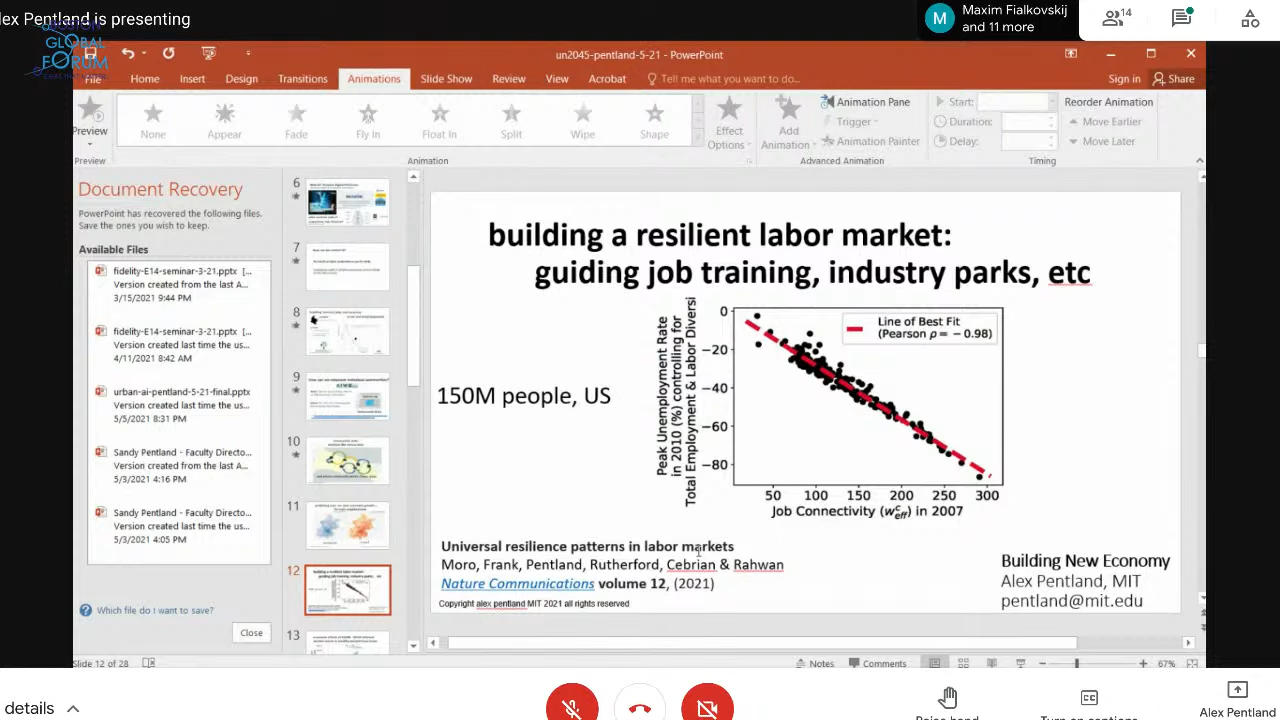 lex Pentland is presenting
Maxim Fialkovskij
and 11 more
M
14
BOSTON
GLOBAL
FORUM
un2045-pentland-5-21 - PowerPoint
File Home Insert Design Transitions Animations Slide Show Review View Acrobat Tell me what you want to do... Sign in Share
Preview
None Appear Fade Fly In Float In Split Wipe Shape
Effect
Options
Add
Animation
Animation Pane
Trigger
Animation Painter
Start:
Duration:
Delay:
Reorder Animation
Move Earlier
Move Later
Preview Animation Advanced Animation Timing
Document Recovery
PowerPoint has recovered the following files.
Save the ones you wish to keep.
Available Files
fidelity-E14-seminar-3-21.pptx [...
Version created from the last A...
3/15/2021 9:44 PM
fidelity-E14-seminar-3-21.pptx [...
Version created last time the us...
4/11/2021 8:42 AM
urban-ai-pentland-5-21-final.pptx
Version created last time the us...
5/5/2021 8:31 PM
Sandy Pentland - Faculty Directo...
Version created from the last A...
5/3/2021 4:16 PM
Sandy Pentland - Faculty Directo...
Version created last time the us...
5/3/2021 4:05 PM
Which file do I want to save?
Close
6
7
8
9
10
11
12
13
building a resilient labor market:
guiding job training, industry parks, etc
150M people, US
Peak Unemployment Rate
in 2010 (%) controlling for
Total Employment & Labor Diversi
0
−20
−40
−60
−80
Line of Best Fit
(Pearson ρ = − 0.98)
50 100 150 200 250 300
Job Connectivity (w^c_eff) in 2007
Universal resilience patterns in labor markets
Moro, Frank, Pentland, Rutherford, Cebrian & Rahwan
Nature Communications volume 12, (2021)
Copyright alex pentland MIT 2021 all rights reserved
Building New Economy
Alex Pentland, MIT
pentland@mit.edu
Slide 12 of 28
Notes Comments 67%
details
Raise hand
Turn on captions
Alex Pentland